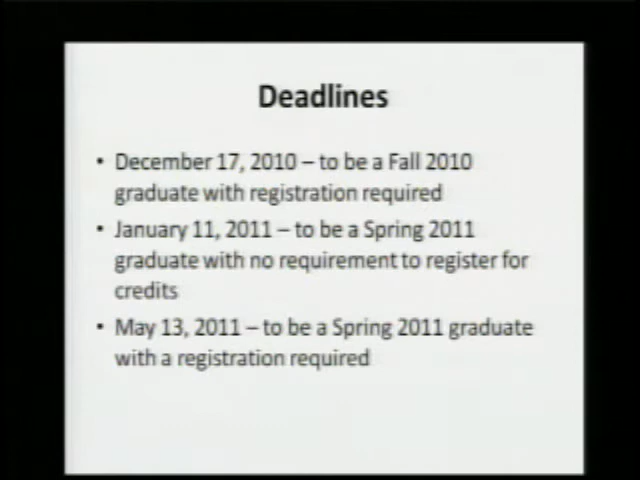 Deadlines
• December 17, 2010 – to be a Fall 2010
graduate with registration required
• January 11, 2011 – to be a Spring 2011
graduate with no requirement to register for
credits
• May 13, 2011 – to be a Spring 2011 graduate
with a registration required